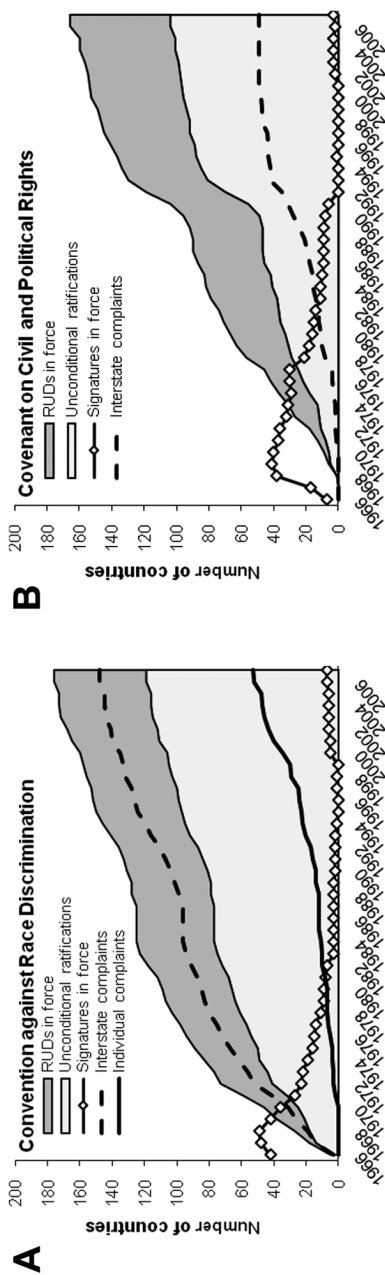 A
Convention against Race Discrimination
RUDs in force
Unconditional ratifications
Signatures in force
Interstate complaints
Individual complaints
Number of countries
200
180
160
140
120
100
80
60
40
20
0
1966 1968 1970 1972 1974 1976 1978 1980 1982 1984 1986 1988 1990 1992 1994 1996 1998 2000 2002 2004 2006
B
Covenant on Civil and Political Rights
RUDs in force
Unconditional ratifications
Signatures in force
Interstate complaints
Number of countries
200
180
160
140
120
100
80
60
40
20
0
1966 1968 1970 1972 1974 1976 1978 1980 1982 1984 1986 1988 1990 1992 1994 1996 1998 2000 2002 2004 2006